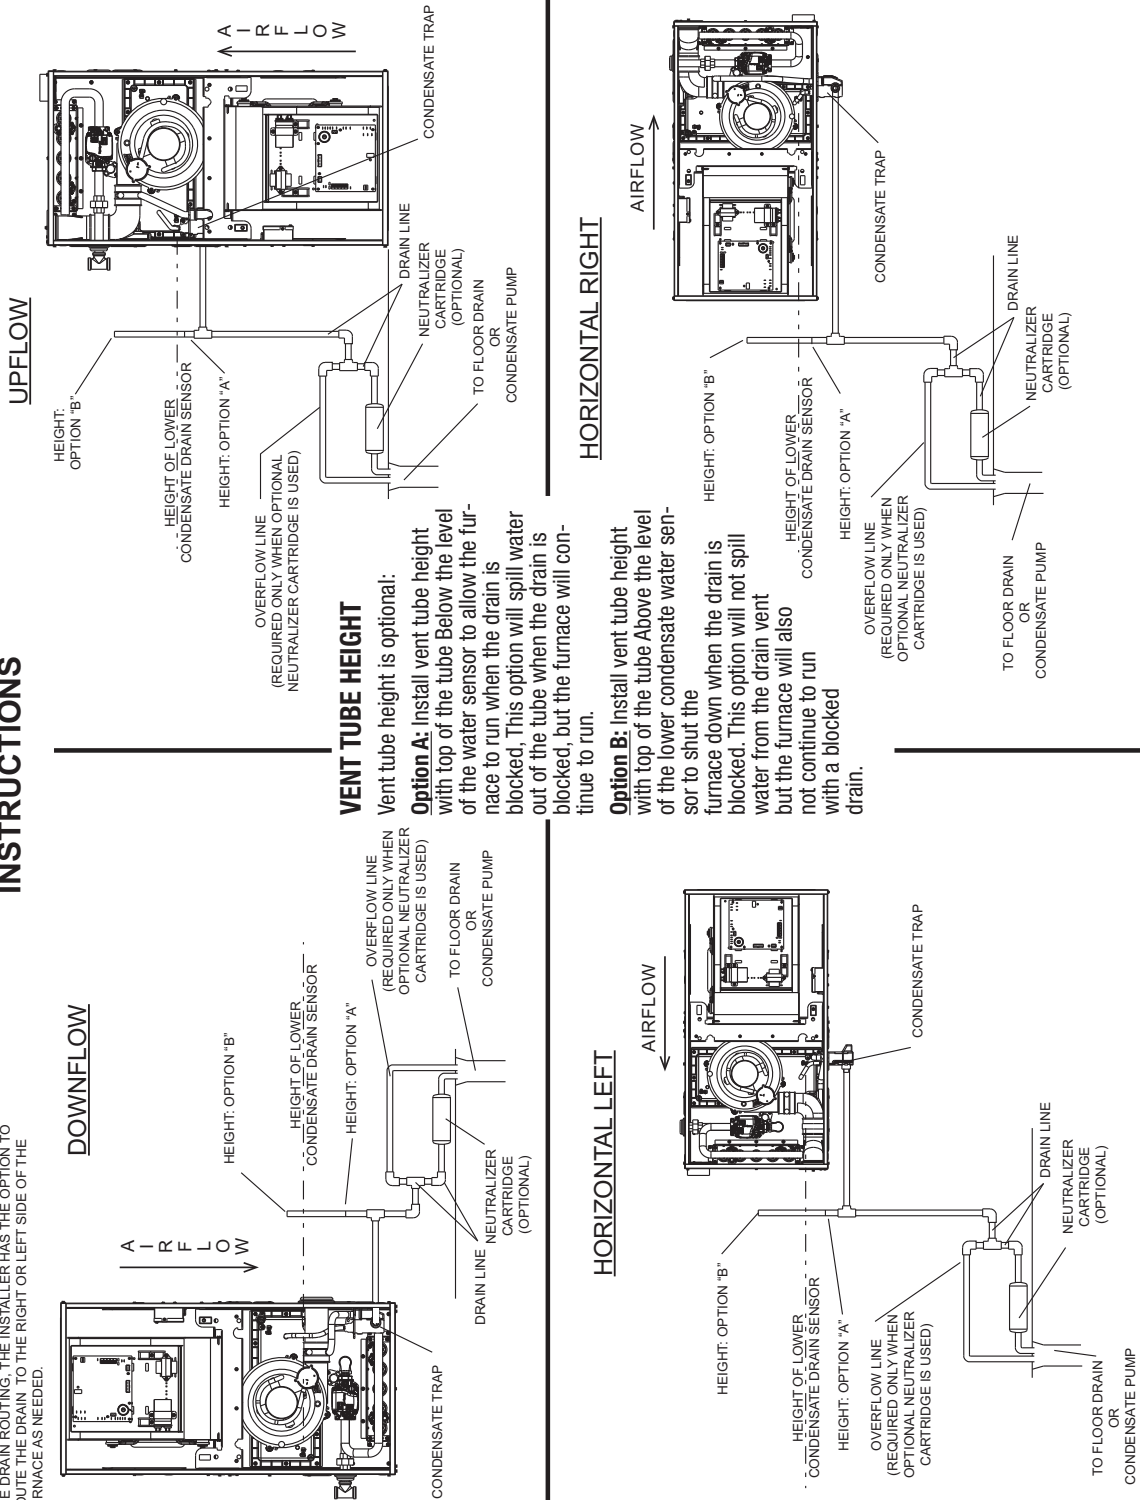 INSTRUCTIONS
E DRAIN ROUTING, THE INSTALLER HAS THE OPTION TO
UTE THE DRAIN TO THE RIGHT OR LEFT SIDE OF THE
RNACE AS NEEDED.
DOWNFLOW
AIRFLOW
HEIGHT: OPTION "B"
HEIGHT OF LOWER
CONDENSATE DRAIN SENSOR
HEIGHT: OPTION "A"
OVERFLOW LINE
(REQUIRED ONLY WHEN
OPTIONAL NEUTRALIZER
CARTRIDGE IS USED)
TO FLOOR DRAIN
OR
CONDENSATE PUMP
NEUTRALIZER
CARTRIDGE
(OPTIONAL)
DRAIN LINE
CONDENSATE TRAP
UPFLOW
AIRFLOW
CONDENSATE TRAP
HEIGHT:
OPTION "B"
HEIGHT OF LOWER
CONDENSATE DRAIN SENSOR
HEIGHT: OPTION "A"
OVERFLOW LINE
(REQUIRED ONLY WHEN OPTIONAL
NEUTRALIZER CARTRIDGE IS USED)
DRAIN LINE
NEUTRALIZER
CARTRIDGE
(OPTIONAL)
TO FLOOR DRAIN
OR
CONDENSATE PUMP
VENT TUBE HEIGHT
Vent tube height is optional:
Option A: Install vent tube height
with top of the tube Below the level
of the water sensor to allow the fur-
nace to run when the drain is
blocked, This option will spill water
out of the tube when the drain is
blocked, but the furnace will con-
tinue to run.
Option B: Install vent tube height
with top of the tube Above the level
of the lower condensate water sen-
sor to shut the
furnace down when the drain is
blocked. This option will not spill
water from the drain vent
but the furnace will also
not continue to run
with a blocked
drain.
HORIZONTAL LEFT
AIRFLOW
CONDENSATE TRAP
HEIGHT: OPTION "B"
HEIGHT OF LOWER
CONDENSATE DRAIN SENSOR
HEIGHT: OPTION "A"
OVERFLOW LINE
(REQUIRED ONLY WHEN
OPTIONAL NEUTRALIZER
CARTRIDGE IS USED)
DRAIN LINE
NEUTRALIZER
CARTRIDGE
(OPTIONAL)
TO FLOOR DRAIN
OR
CONDENSATE PUMP
HORIZONTAL RIGHT
AIRFLOW
CONDENSATE TRAP
HEIGHT: OPTION "B"
HEIGHT OF LOWER
CONDENSATE DRAIN SENSOR
HEIGHT: OPTION "A"
OVERFLOW LINE
(REQUIRED ONLY WHEN
OPTIONAL NEUTRALIZER
CARTRIDGE IS USED)
DRAIN LINE
NEUTRALIZER
CARTRIDGE
(OPTIONAL)
TO FLOOR DRAIN
OR
CONDENSATE PUMP